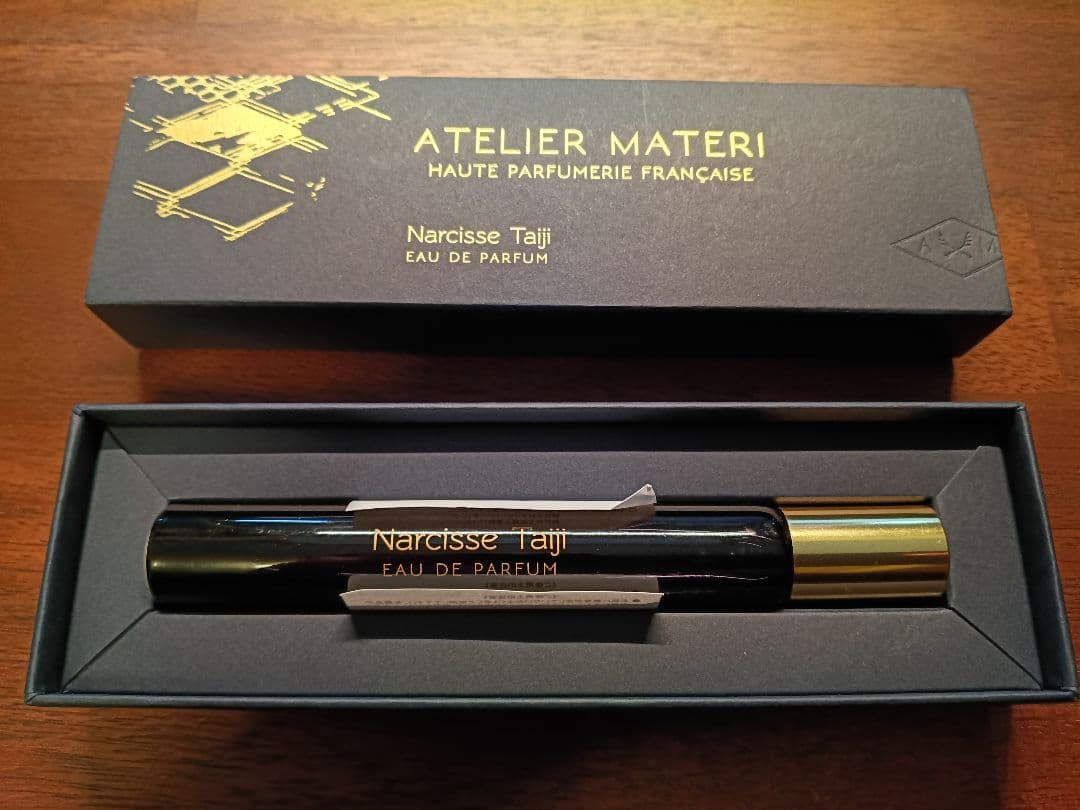 ATELIER MATERI
HAUTE PARFUMERIE FRANÇAISE
Narcisse Taiji
EAU DE PARFUM
A M
Narcisse Taiji
EAU DE PARFUM